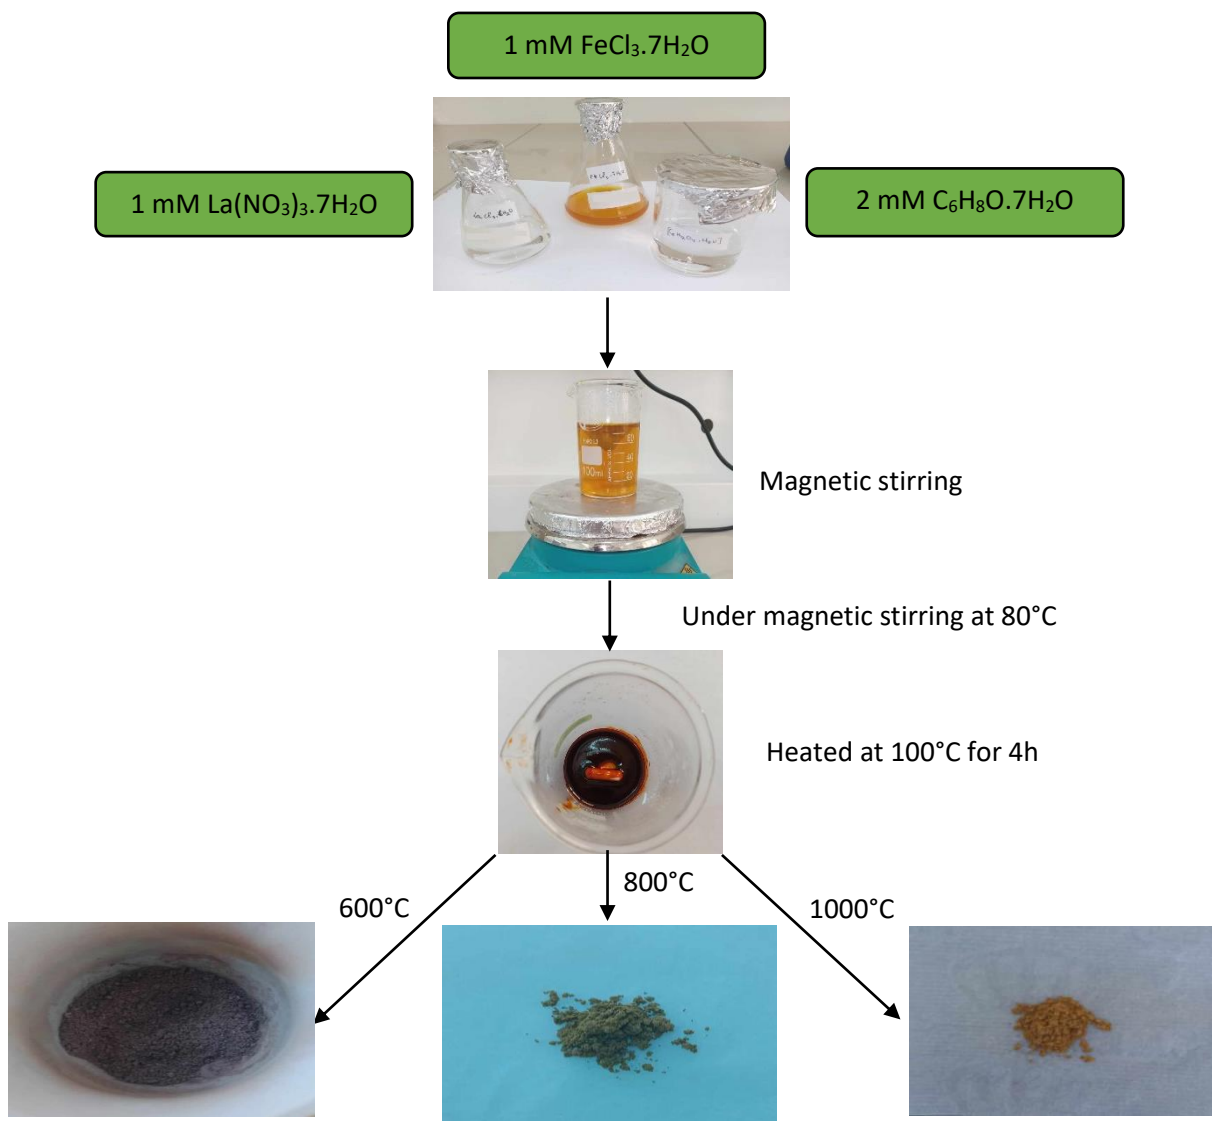 1 mM FeCl₃.7H₂O
1 mM La(NO₃)₃.7H₂O
2 mM C₆H₈O.7H₂O
Magnetic stirring
100ml
Under magnetic stirring at 80°C
Heated at 100°C for 4h
600°C
800°C
1000°C